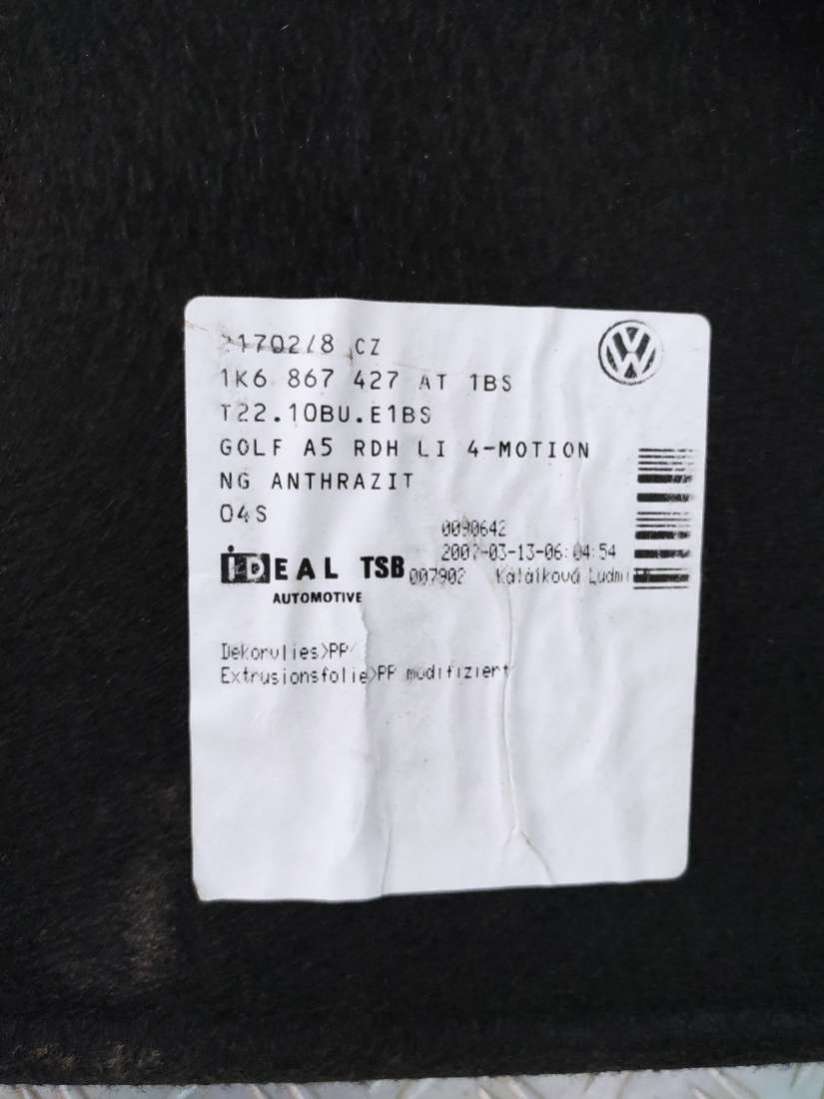 CZ
1K6 867 427 AT 1BS
T22.10BU.E1BS
GOLF A5 RDH LI 4-MOTION
NG ANTHRAZIT
04S
0090642
2007-03-13-06:04:54
iDEAL TSB 007902
AUTOMOTIVE
Dekorvlies>PP
Extrusionsfolie>PP modifiziert